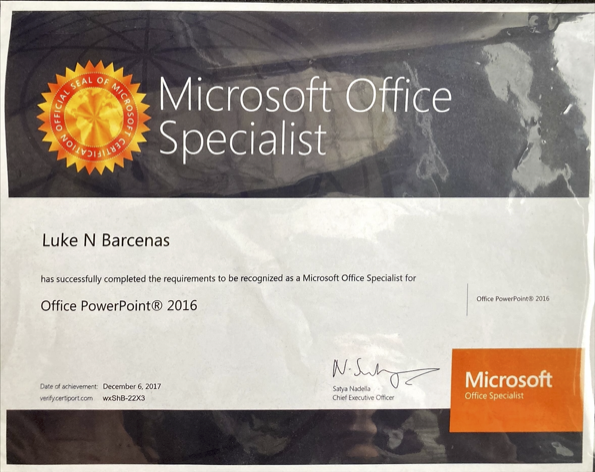 OFFICIAL SEAL OF MICROSOFT CERTIFICATION
Microsoft Office
Specialist
Luke N Barcenas
has successfully completed the requirements to be recognized as a Microsoft Office Specialist for
Office PowerPoint® 2016
Office PowerPoint® 2016
Date of achievement: December 6, 2017
verify.certiport.com wxShB-22X3
Satya Nadella
Chief Executive Officer
Microsoft
Office Specialist